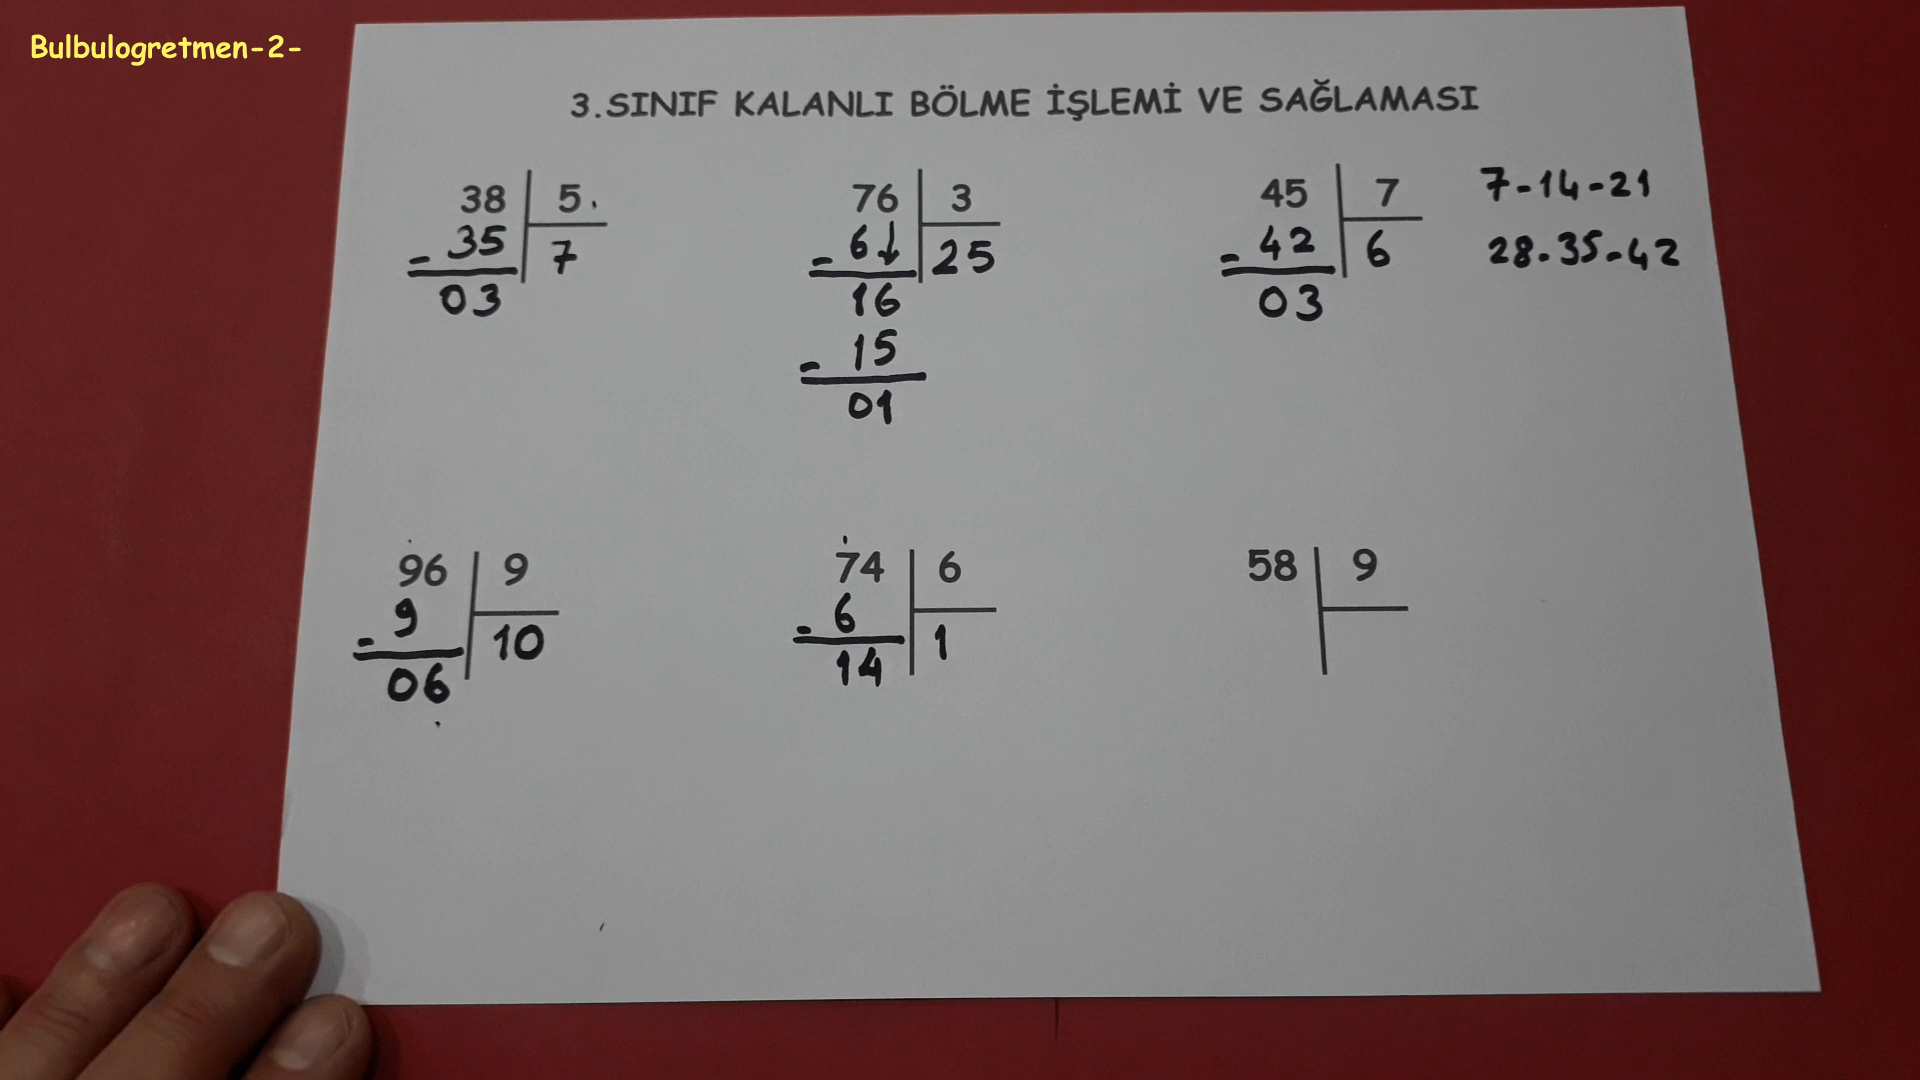 Bulbulogretmen-2-
3.SINIF KALANLI BÖLME İŞLEMİ VE SAĞLAMASI
38 5.
- 35 7
03
76 3
- 6↓ 25
16
- 15
01
45 7
- 42 6
03
7-14-21
28-35-42
96 9
- 9 10
06
74 6
- 6 1
14
58 9